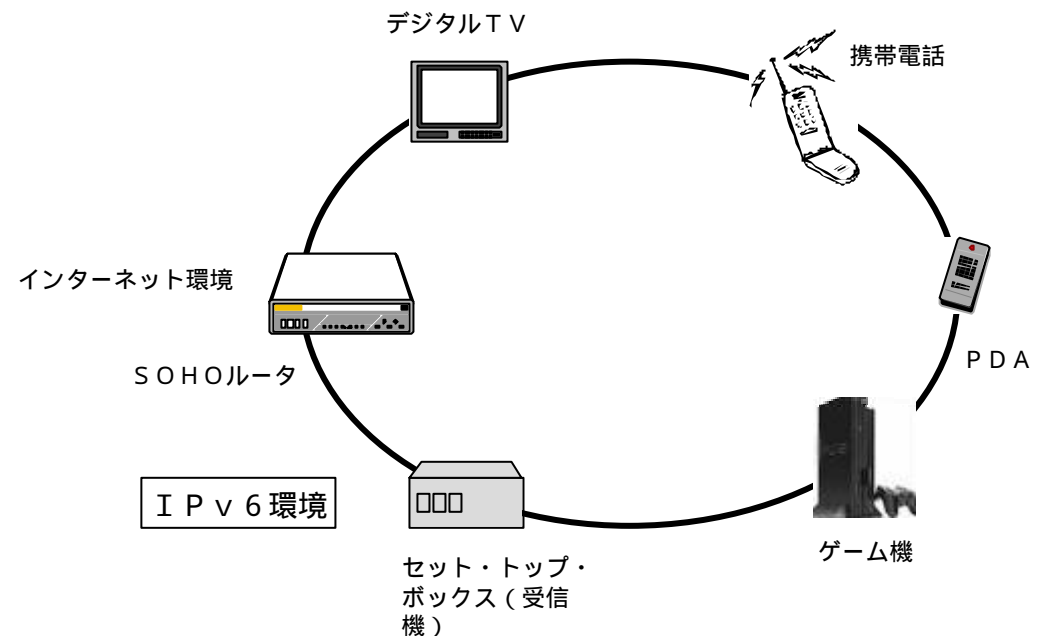 デジタルＴＶ
携帯電話
インターネット環境
ＳＯＨＯルータ
ＰＤＡ
ＩＰｖ６環境
ゲーム機
セット・トップ・
ボックス（受信
機）